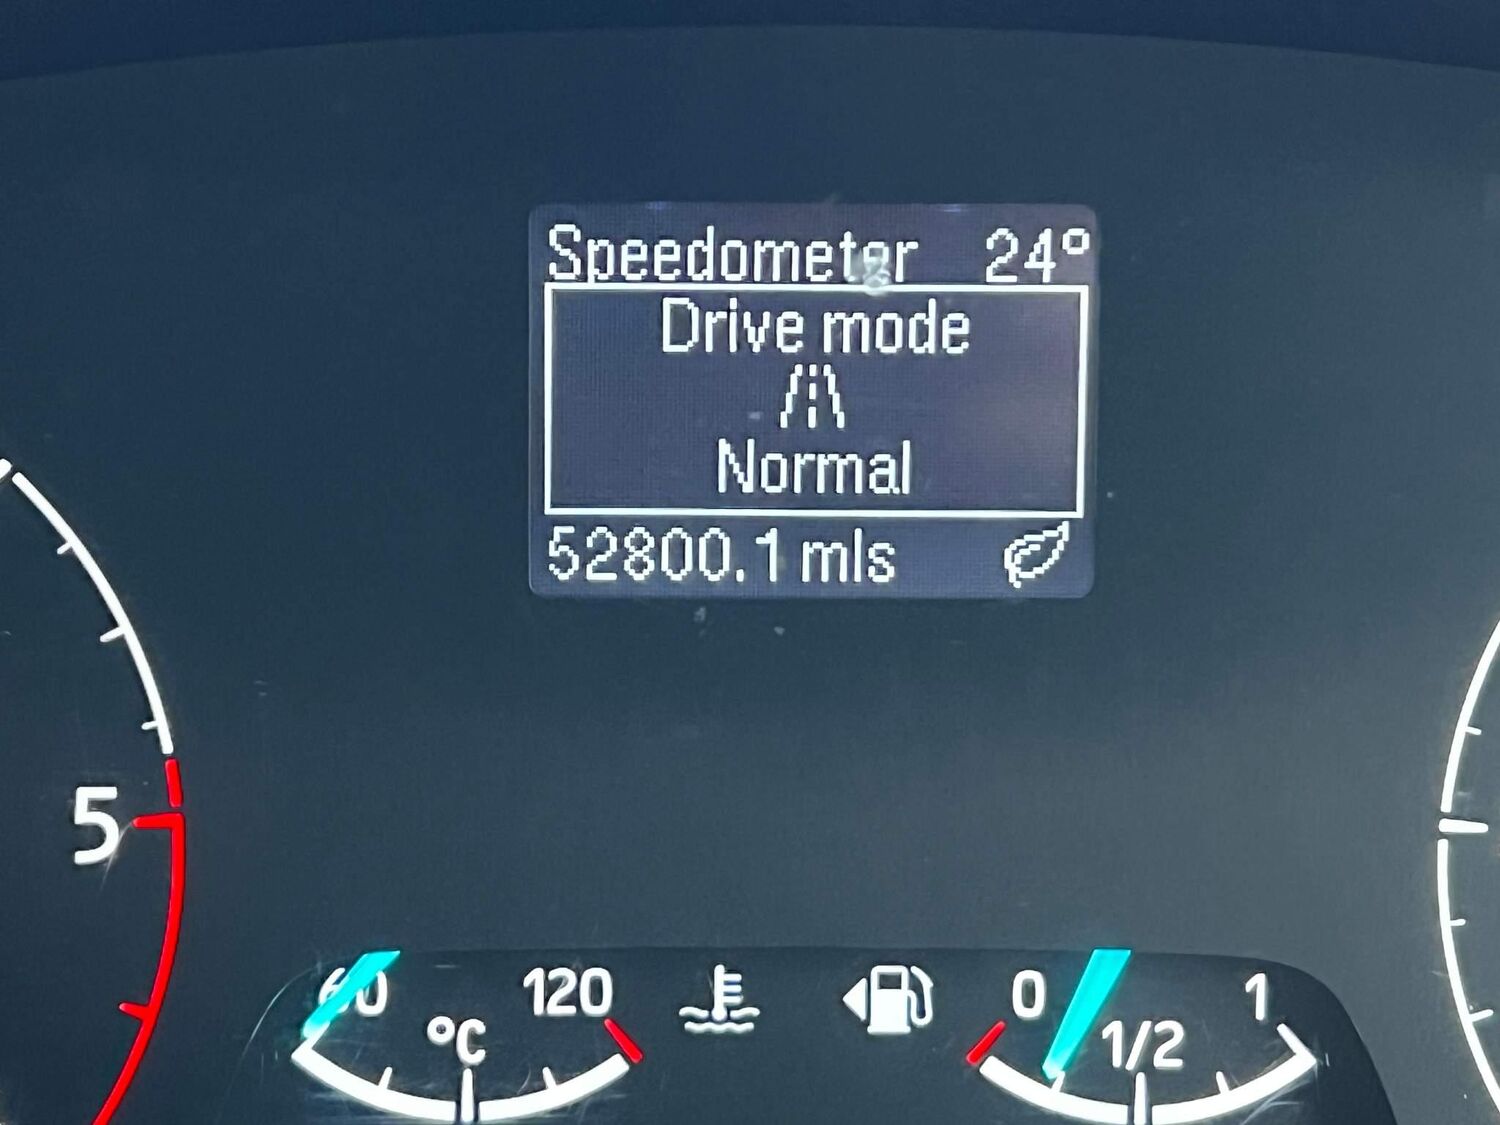 Speedometer 24°
Drive mode
Normal
52800.1 mls
5
60 °C 120
0 1/2 1